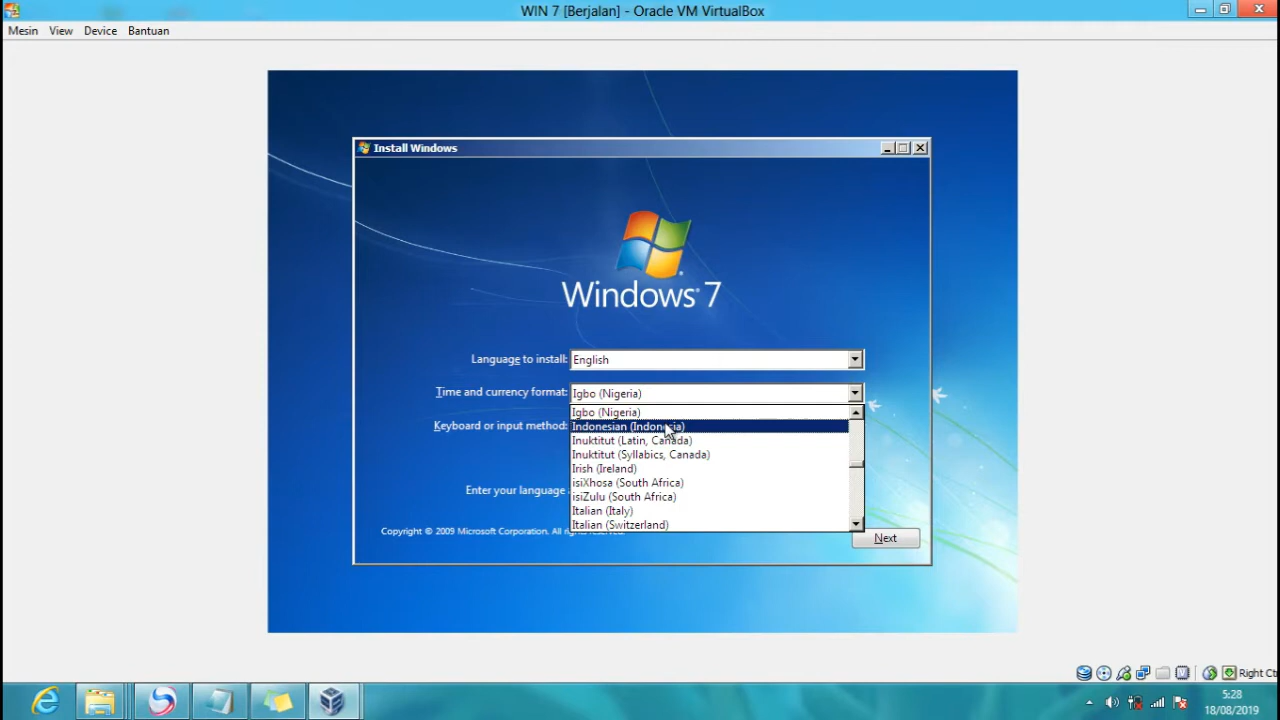 WIN 7 [Berjalan] - Oracle VM VirtualBox
Mesin View Device Bantuan
Install Windows
Windows 7
Language to install: English
Time and currency format: Igbo (Nigeria)
Igbo (Nigeria)
Keyboard or input method: Indonesian (Indonesia)
Inuktitut (Latin, Canada)
Inuktitut (Syllabics, Canada)
Irish (Ireland)
isiXhosa (South Africa)
Enter your language
isiZulu (South Africa)
Italian (Italy)
Italian (Switzerland)
Copyright © 2009 Microsoft Corporation. All rights reserved.
Next
Right Ct
5:28
18/08/2019